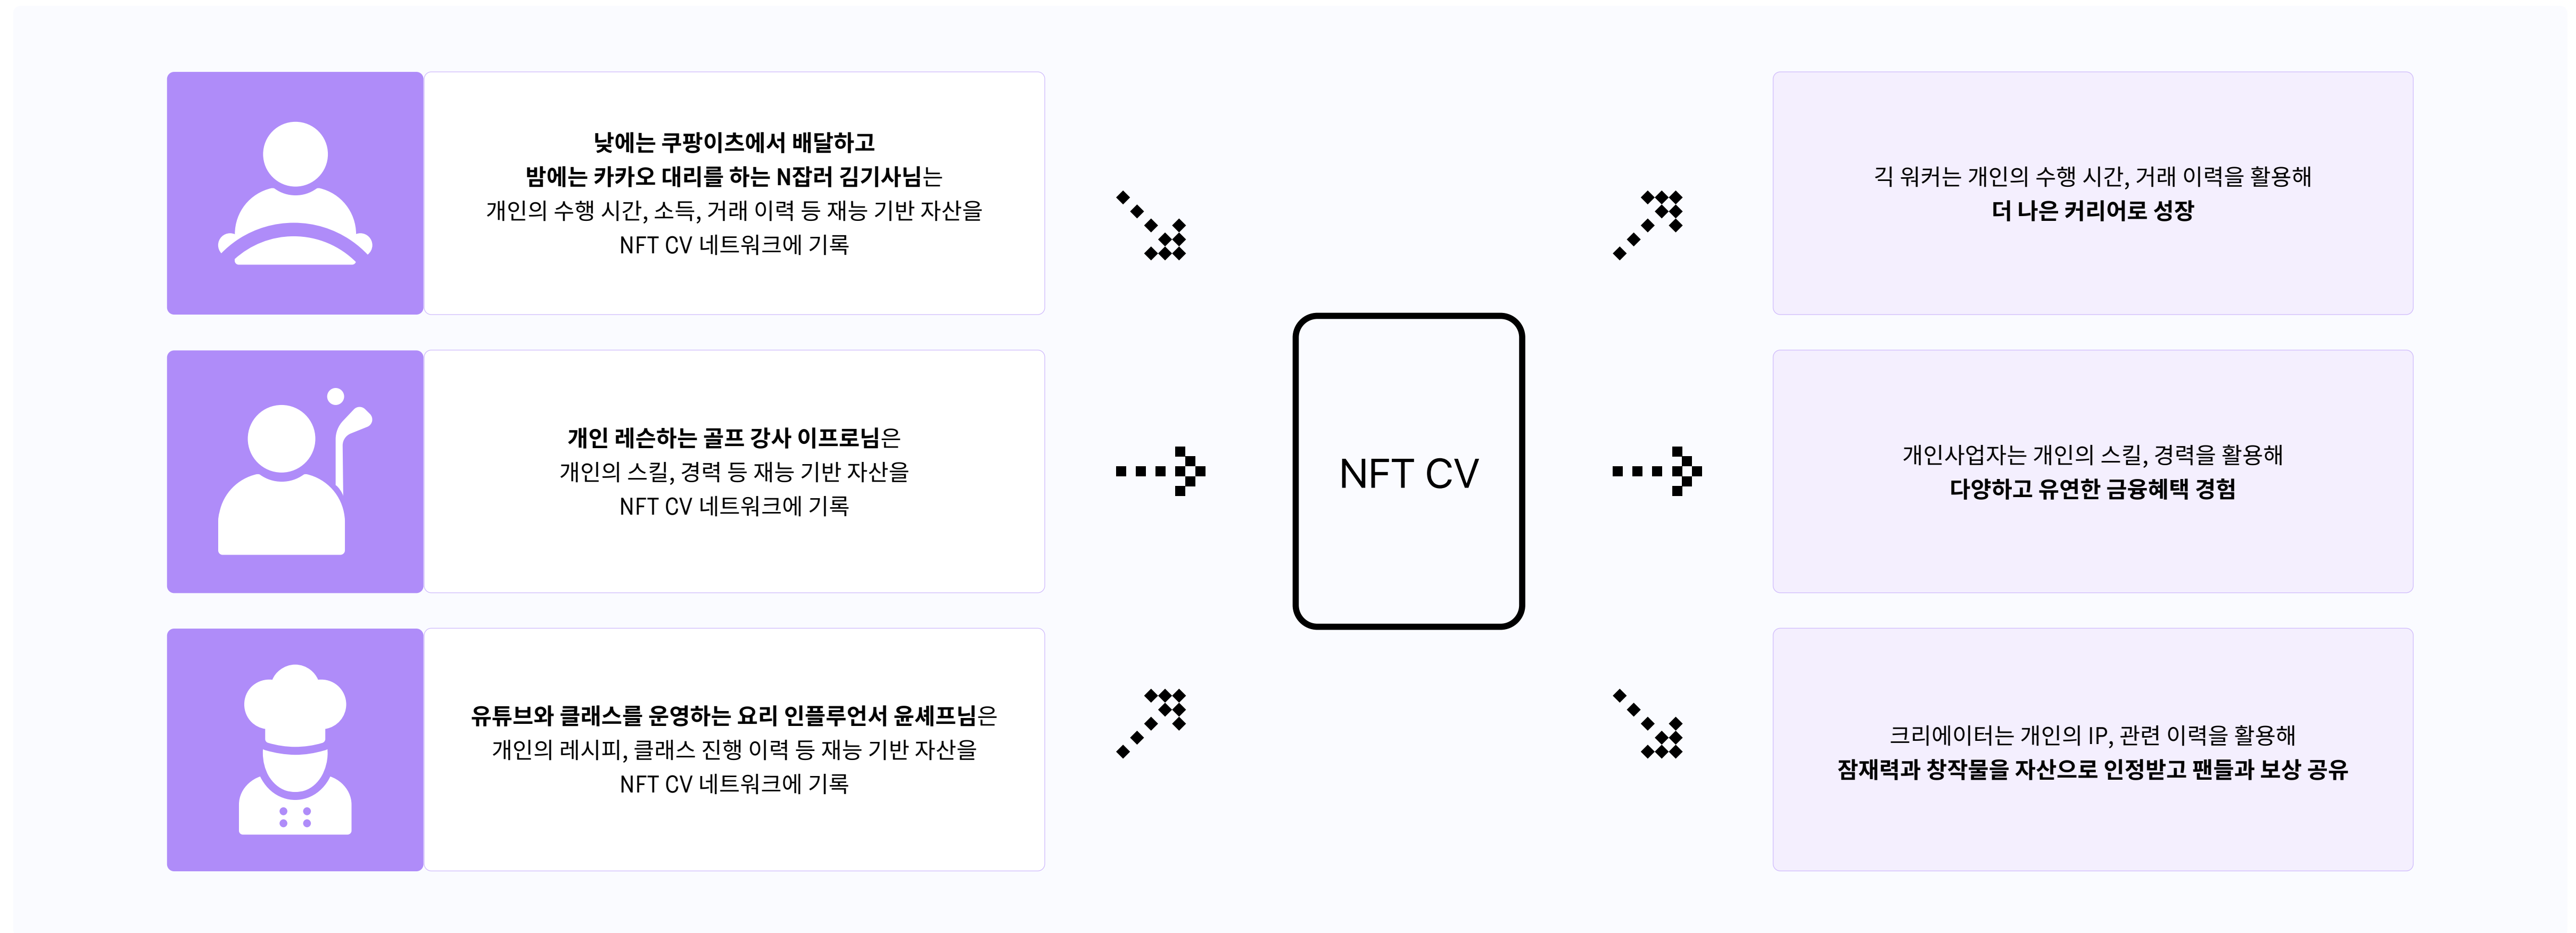 낮에는 쿠팡이츠에서 배달하고
밤에는 카카오 대리를 하는 N잡러 김기사님는
개인의 수행 시간, 소득, 거래 이력 등 재능 기반 자산을
NFT CV 네트워크에 기록
개인 레슨하는 골프 강사 이프로님은
개인의 스킬, 경력 등 재능 기반 자산을
NFT CV 네트워크에 기록
유튜브와 클래스를 운영하는 요리 인플루언서 윤셰프님은
개인의 레시피, 클래스 진행 이력 등 재능 기반 자산을
NFT CV 네트워크에 기록
NFT CV
긱 워커는 개인의 수행 시간, 거래 이력을 활용해
더 나은 커리어로 성장
개인사업자는 개인의 스킬, 경력을 활용해
다양하고 유연한 금융혜택 경험
크리에이터는 개인의 IP, 관련 이력을 활용해
잠재력과 창작물을 자산으로 인정받고 팬들과 보상 공유